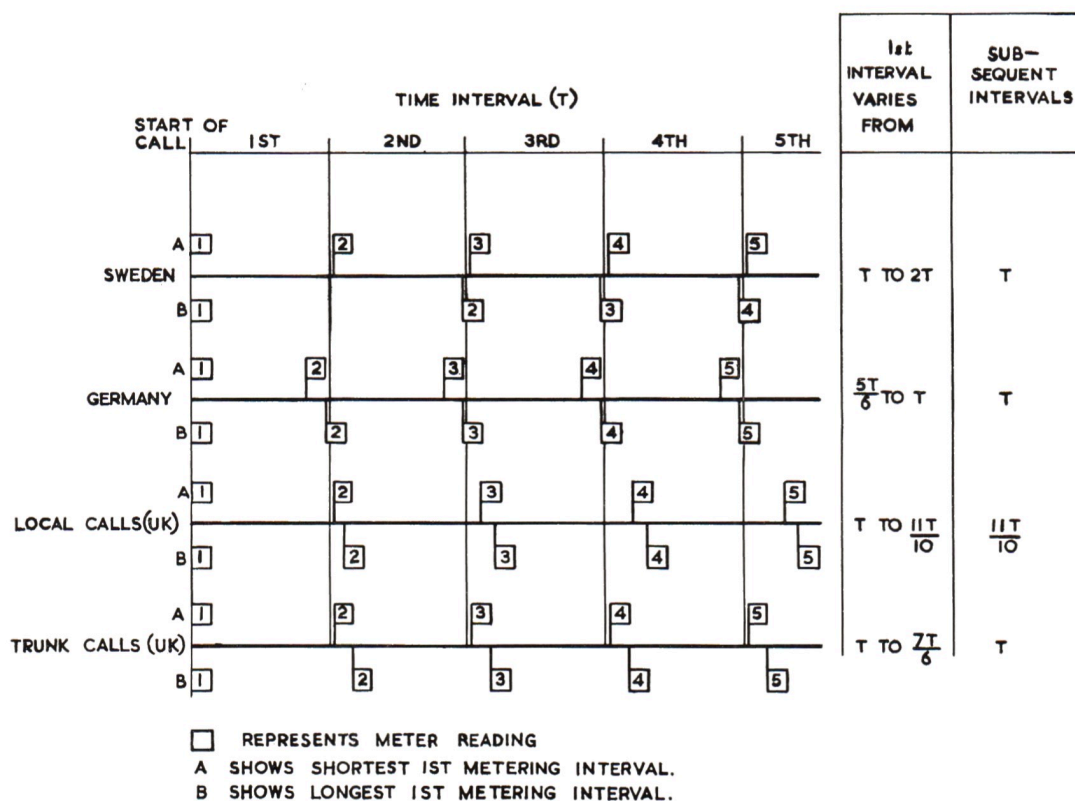 1st
INTERVAL
VARIES
FROM
SUB-
SEQUENT
INTERVALS
TIME INTERVAL (T)
START OF
CALL
1ST 2ND 3RD 4TH 5TH
A 1 2 3 4 5
SWEDEN T TO 2T T
B 1 2 3 4
A 1 2 3 4 5
GERMANY 5T/6 TO T T
B 1 2 3 4 5
A 1 2 3 4 5
LOCAL CALLS (UK) T TO 11T/10 11T/10
B 1 2 3 4 5
A 1 2 3 4 5
TRUNK CALLS (UK) T TO 7T/6 T
B 1 2 3 4 5
REPRESENTS METER READING
A SHOWS SHORTEST 1ST METERING INTERVAL.
B SHOWS LONGEST 1ST METERING INTERVAL.